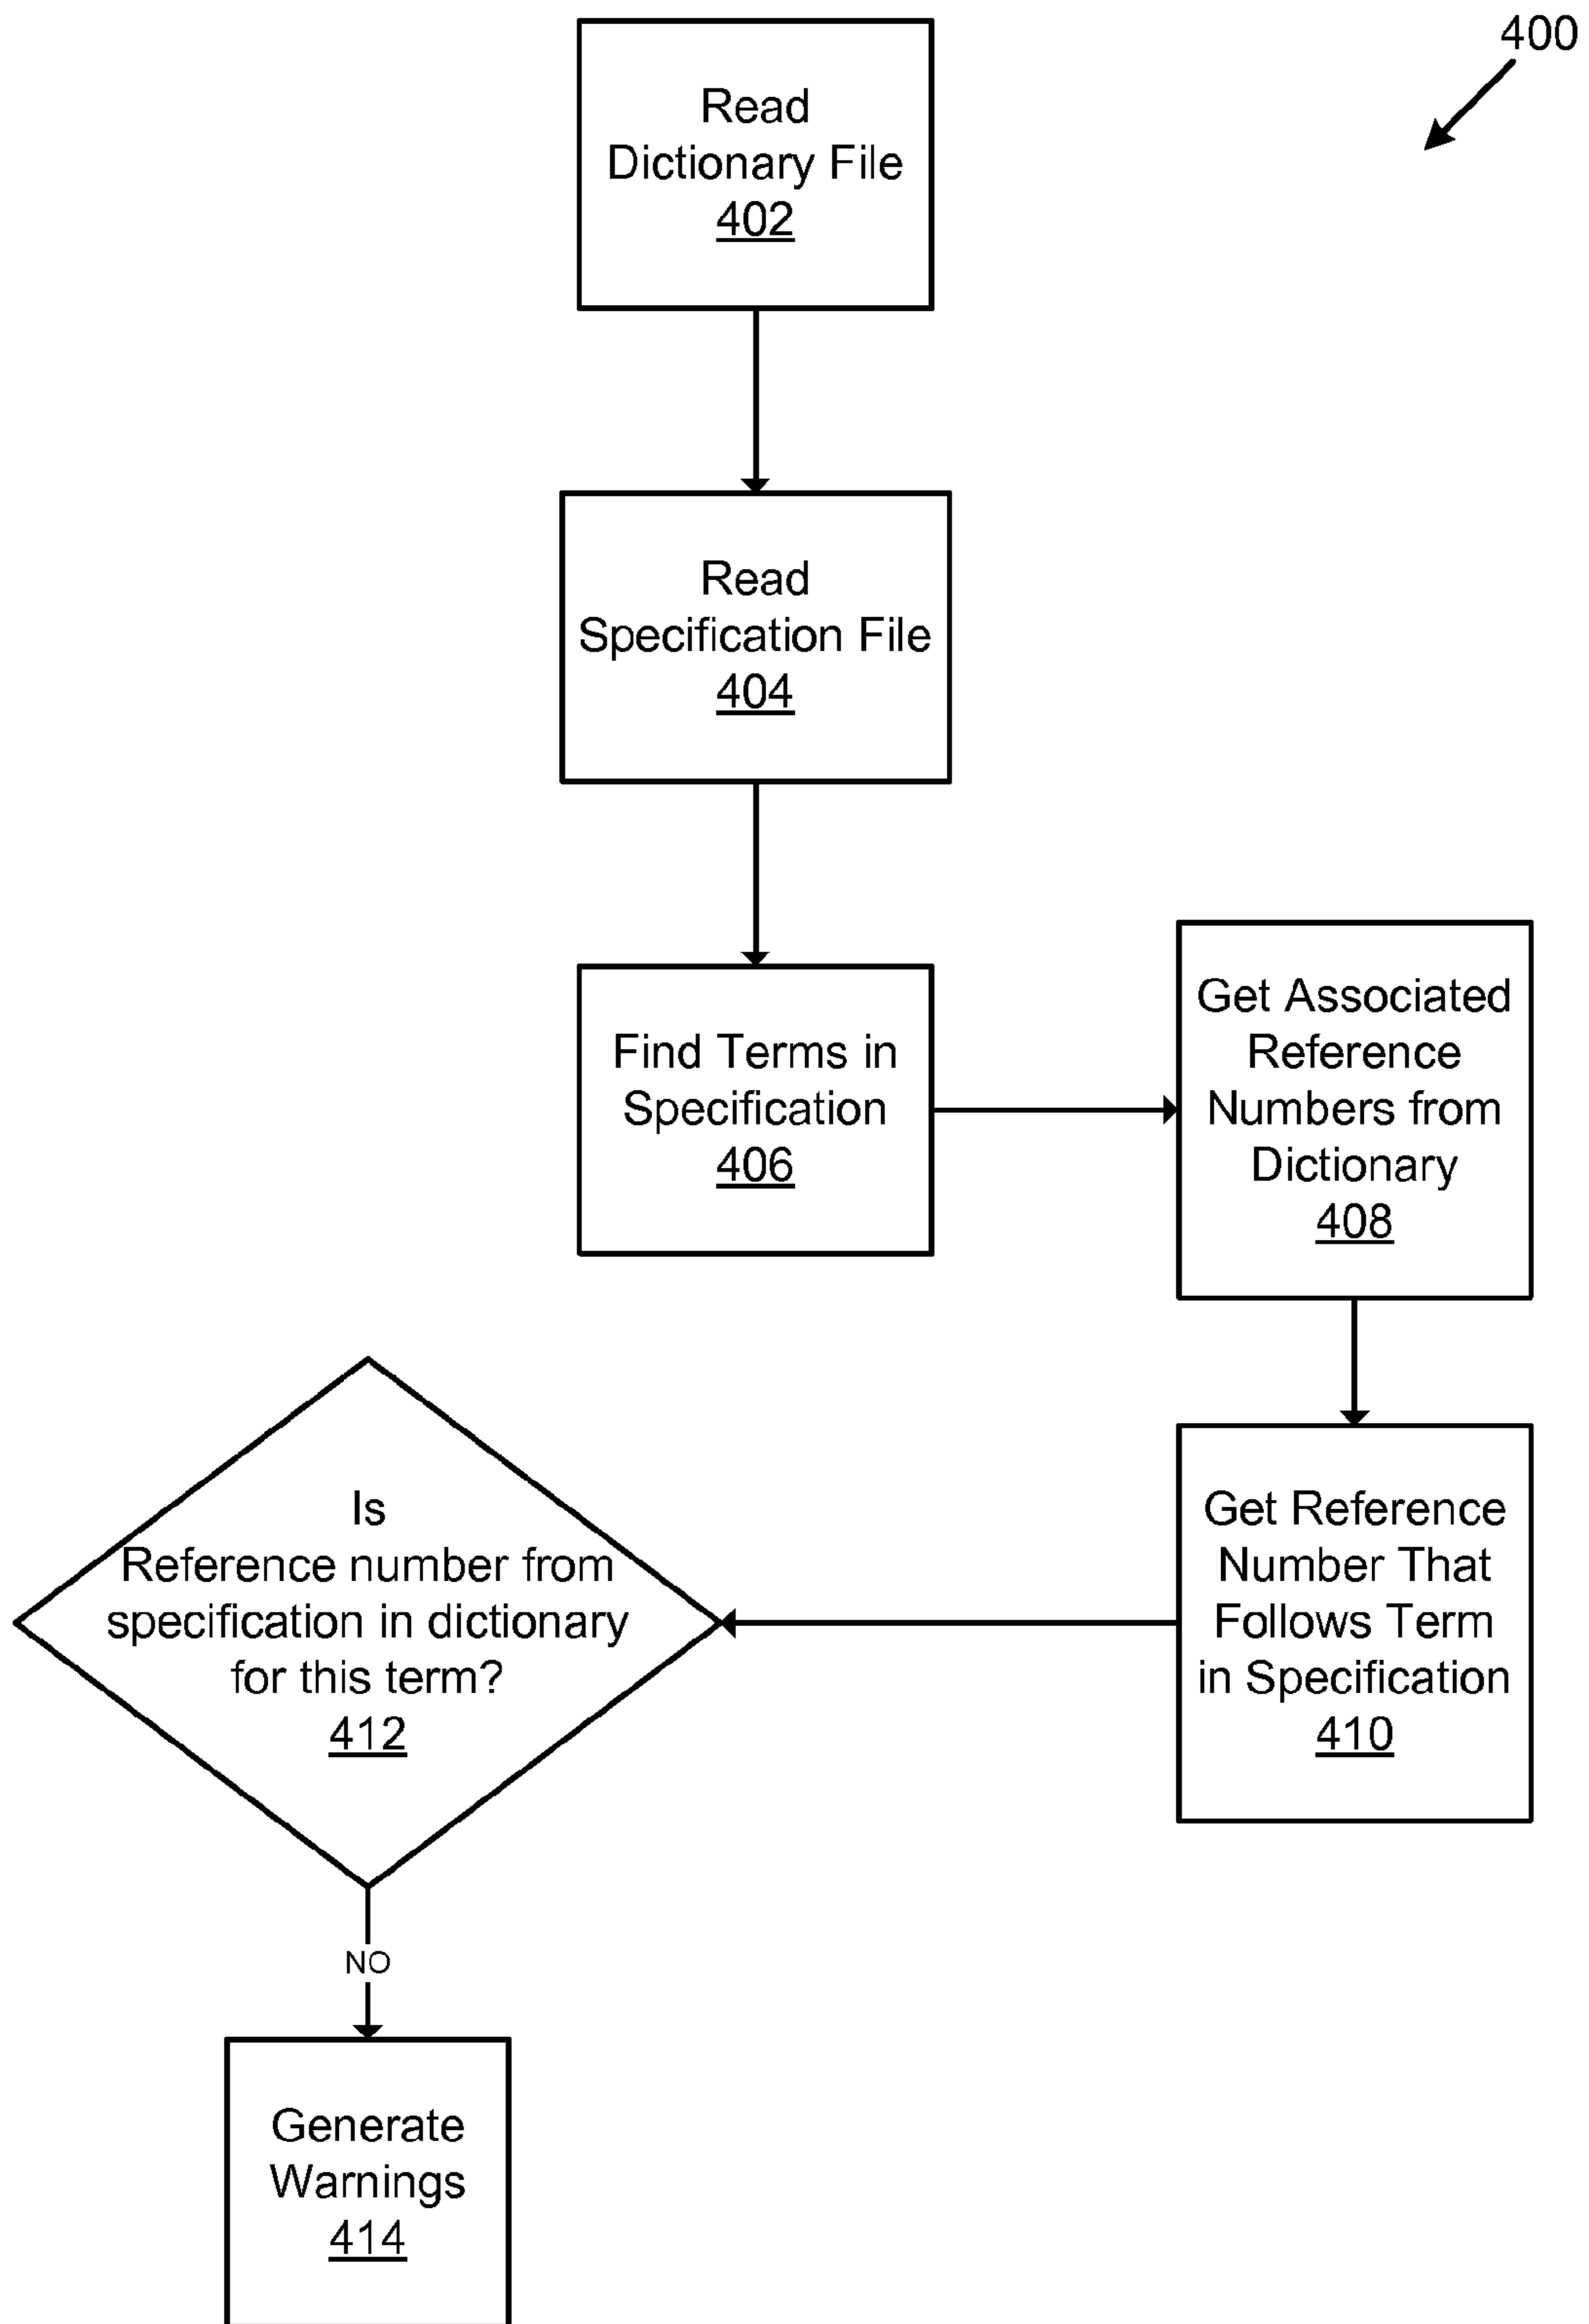 400
Read
Dictionary File
402
Read
Specification File
404
Find Terms in
Specification
406
Get Associated
Reference
Numbers from
Dictionary
408
Get Reference
Number That
Follows Term
in Specification
410
Is
Reference number from
specification in dictionary
for this term?
412
NO
Generate
Warnings
414